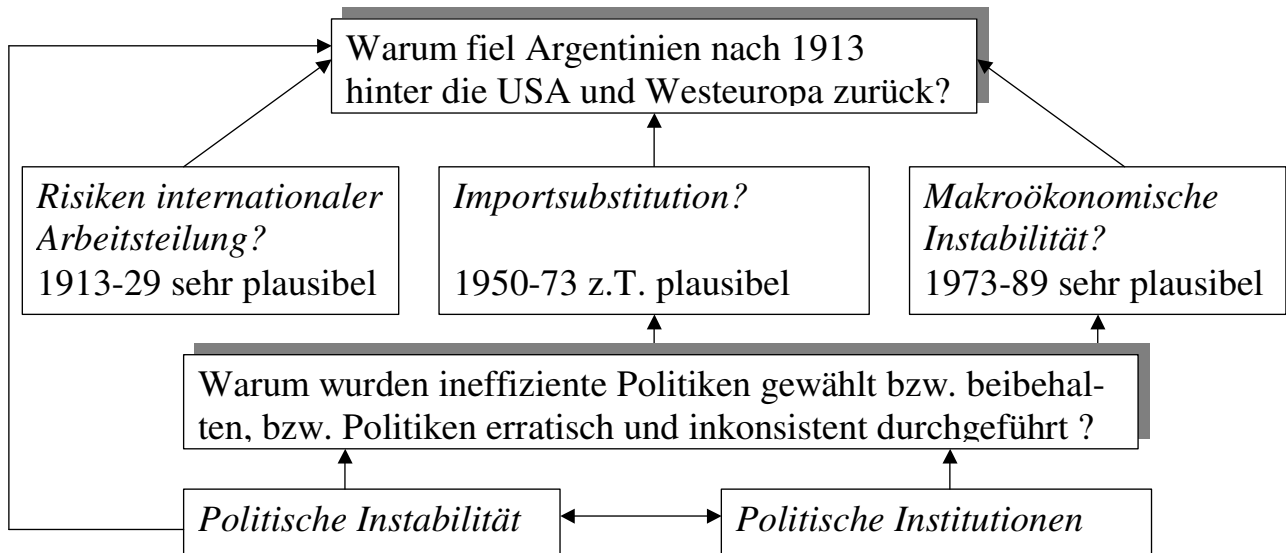 Warum fiel Argentinien nach 1913
hinter die USA und Westeuropa zurück?
Risiken internationaler
Arbeitsteilung?
1913-29 sehr plausibel
Importsubstitution?
1950-73 z.T. plausibel
Makroökonomische
Instabilität?
1973-89 sehr plausibel
Warum wurden ineffiziente Politiken gewählt bzw. beibehal-
ten, bzw. Politiken erratisch und inkonsistent durchgeführt ?
Politische Instabilität
Politische Institutionen